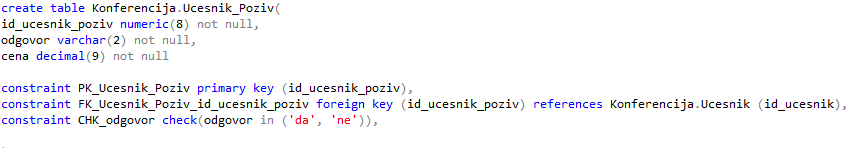 create table Konferencija.Ucesnik_Poziv(
id_ucesnik_poziv numeric(8) not null,
odgovor varchar(2) not null,
cena decimal(9) not null
constraint PK_Ucesnik_Poziv primary key (id_ucesnik_poziv),
constraint FK_Ucesnik_Poziv_id_ucesnik_poziv foreign key (id_ucesnik_poziv) references Konferencija.Ucesnik (id_ucesnik),
constraint CHK_odgovor check(odgovor in ('da', 'ne')),